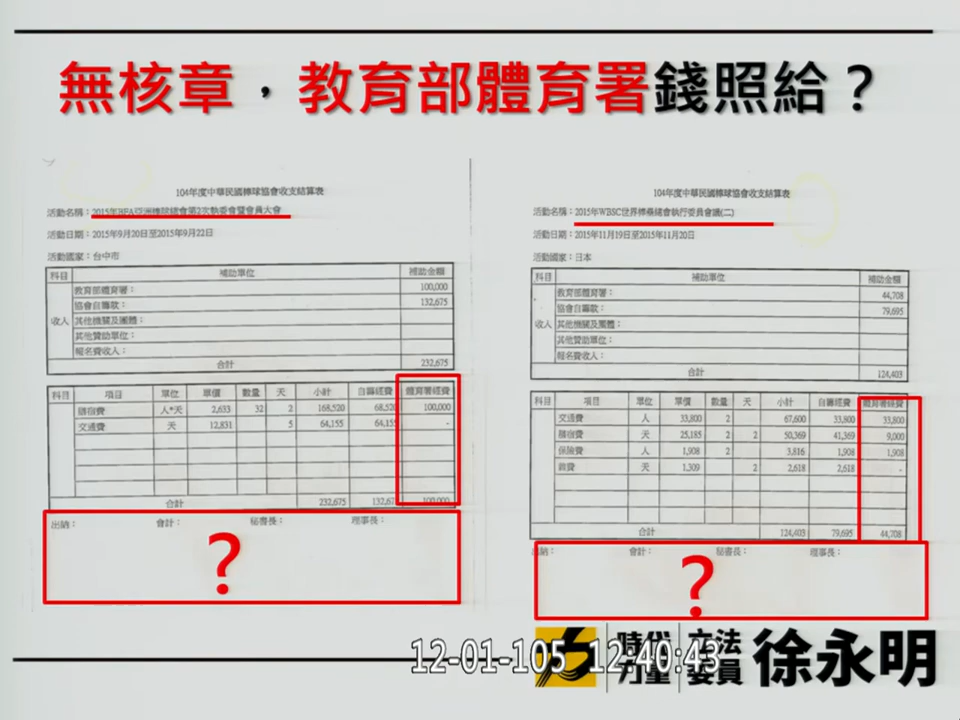 無核章，教育部體育署錢照給？
104年度中華民國棒球協會收支結算表
活動名稱：2015年BFA亞洲棒球總會第2次執委會暨會員大會
活動日期：2015年9月20日至2015年9月22日
活動國家：台中市
科目 補助單位 補助金額
收入 教育部體育署： 100,000
協會自籌款： 132,675
其他機關及團體：
其他贊助單位：
報名費收入：
合計 232,675
科目 項目 單位 單價 數量 天 小計 自籌經費 體育署經費
膳宿費 人*天 2,633 32 2 168,520 68,520 100,000
交通費 天 12,831 5 64,155 64,155 -
合計 232,675 132,675 100,000
出納： 會計： 秘書長： 理事長：
？
104年度中華民國棒球協會收支結算表
活動名稱：2015年WBSC世界棒壘總會執行委員會議(二)
活動日期：2015年11月19日至2015年11月20日
活動國家：日本
科目 補助單位 補助金額
收入 教育部體育署： 44,708
協會自籌款： 79,695
其他機關及團體：
其他贊助單位：
報名費收入：
合計 124,403
科目 項目 單位 單價 數量 天 小計 自籌經費 體育署經費
交通費 人 33,800 2 67,600 33,800 33,800
膳宿費 天 25,185 2 2 50,369 41,369 9,000
保險費 人 1,908 2 3,816 1,908 1,908
雜費 天 1,309 2 2,618 2,618 -
合計 124,403 79,695 44,708
出納： 會計： 秘書長： 理事長：
？
時代力量 立法委員 徐永明
12-01-105 12:40:43